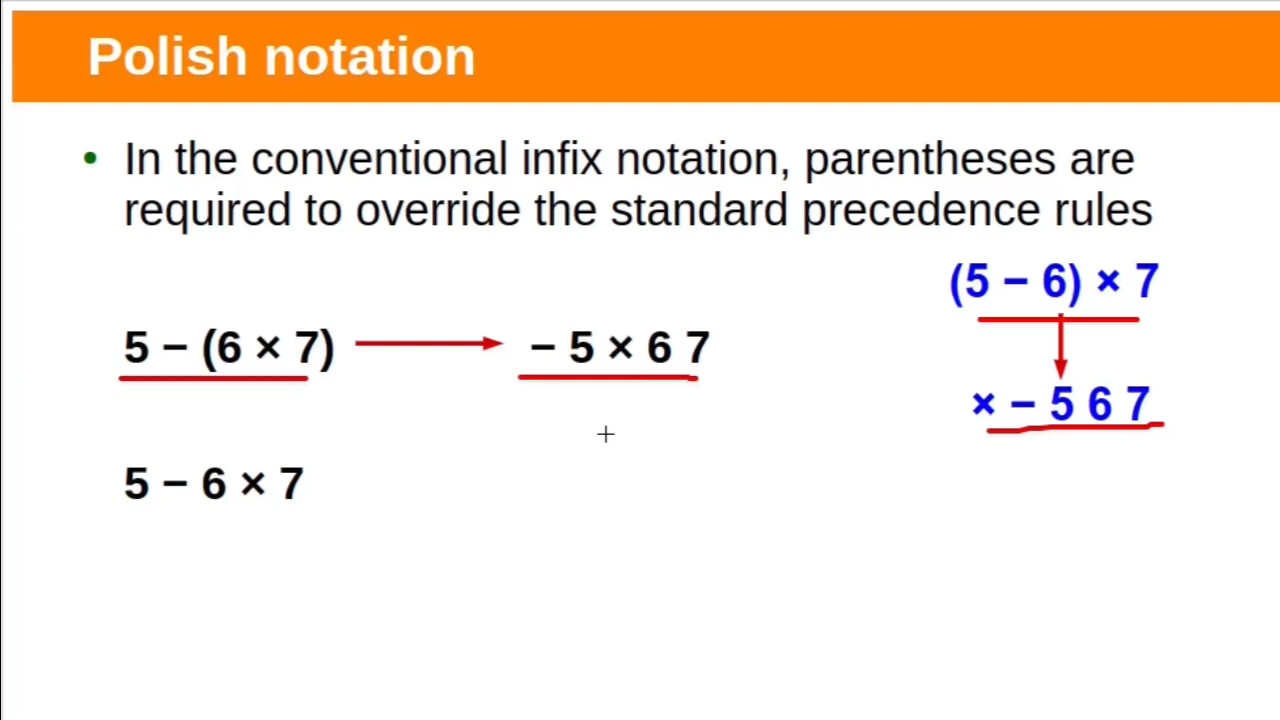 Polish notation
• In the conventional infix notation, parentheses are
required to override the standard precedence rules
(5 − 6) × 7
5 − (6 × 7)
− 5 × 6 7
× − 5 6 7
5 − 6 × 7